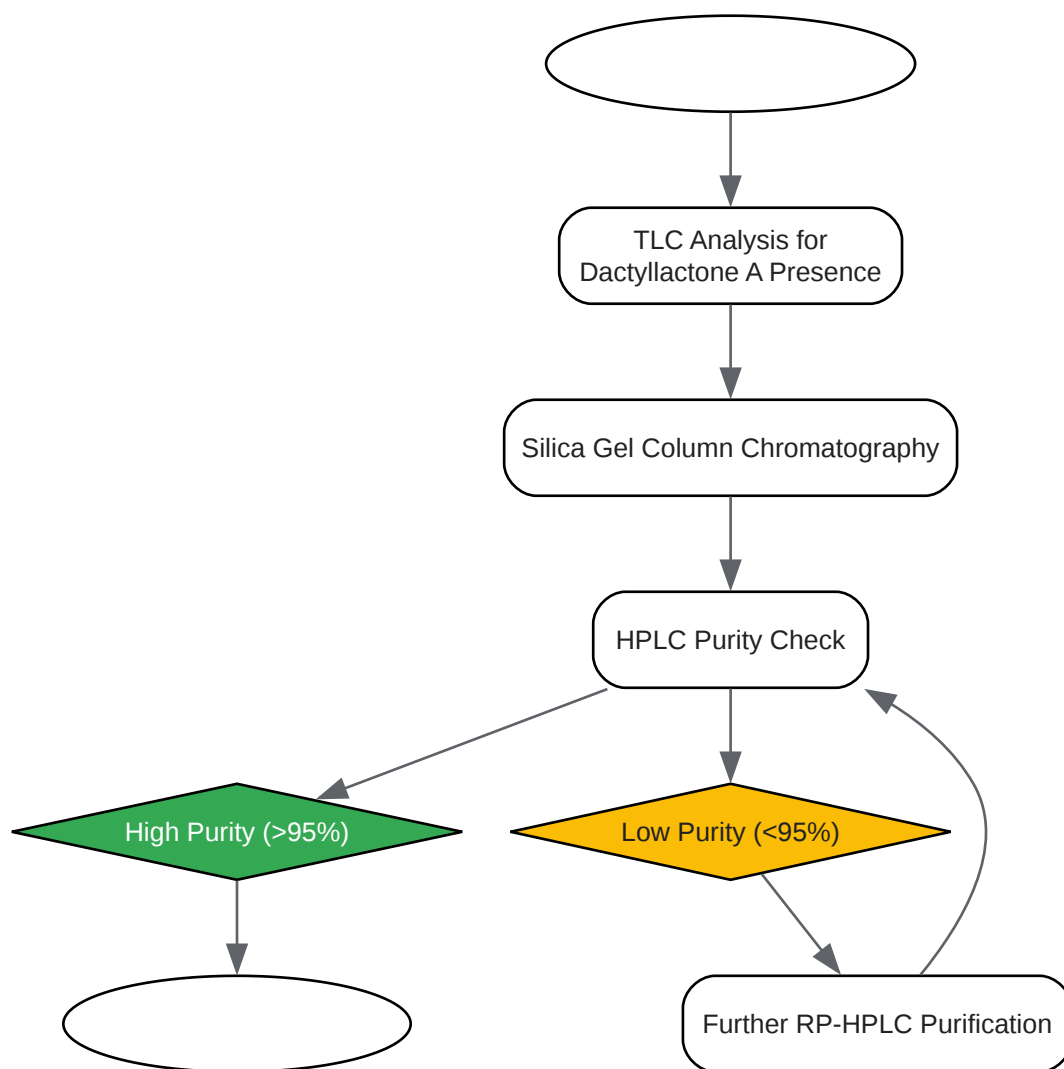 TLC Analysis for
Dactyllactone A Presence
Silica Gel Column Chromatography
HPLC Purity Check
High Purity (>95%)
Low Purity (<95%)
Further RP-HPLC Purification